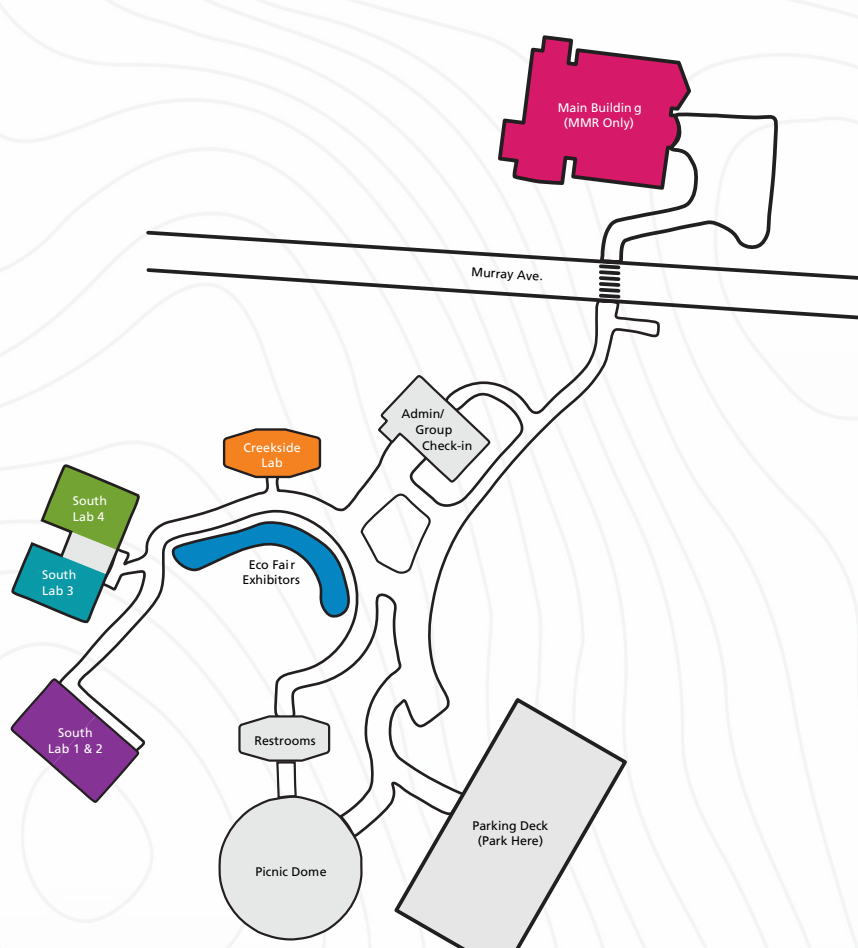 Main Building
(MMR Only)
Murray Ave.
Admin/
Group
Check-in
Creekside
Lab
South
Lab 4
South
Lab 3
Eco Fair
Exhibitors
South
Lab 1 & 2
Restrooms
Parking Deck
(Park Here)
Picnic Dome